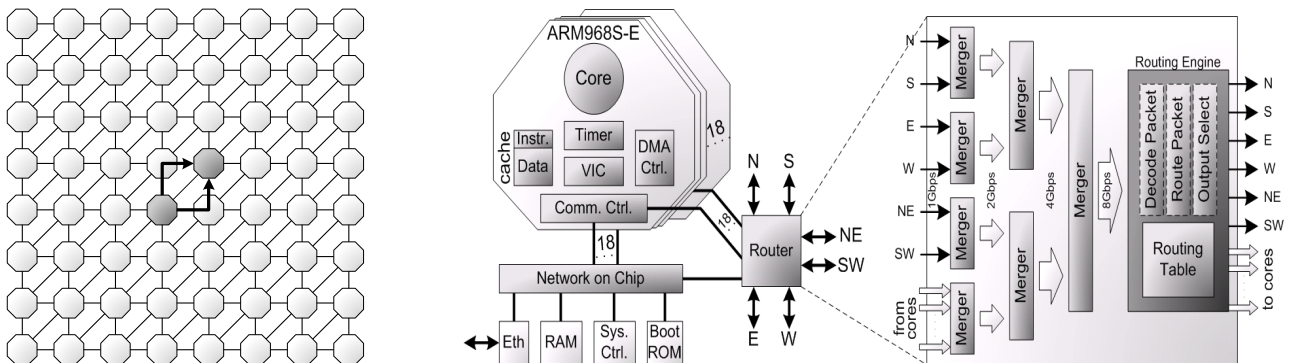 ARM968S-E
Core
cache
Instr.
Data
Timer
VIC
DMA
Ctrl.
18
Comm. Ctrl.
18
18
Network on Chip
Eth
RAM
Sys.
Ctrl.
Boot
ROM
N
S
Router
NE
SW
E
W
N
S
E
W
NE
SW
from
cores
Merger
Merger
Merger
Merger
1Gbps
2Gbps
Merger
Merger
4Gbps
Merger
8Gbps
Routing Engine
Decode Packet
Route Packet
Output Select
Routing
Table
N
S
E
W
NE
SW
to cores